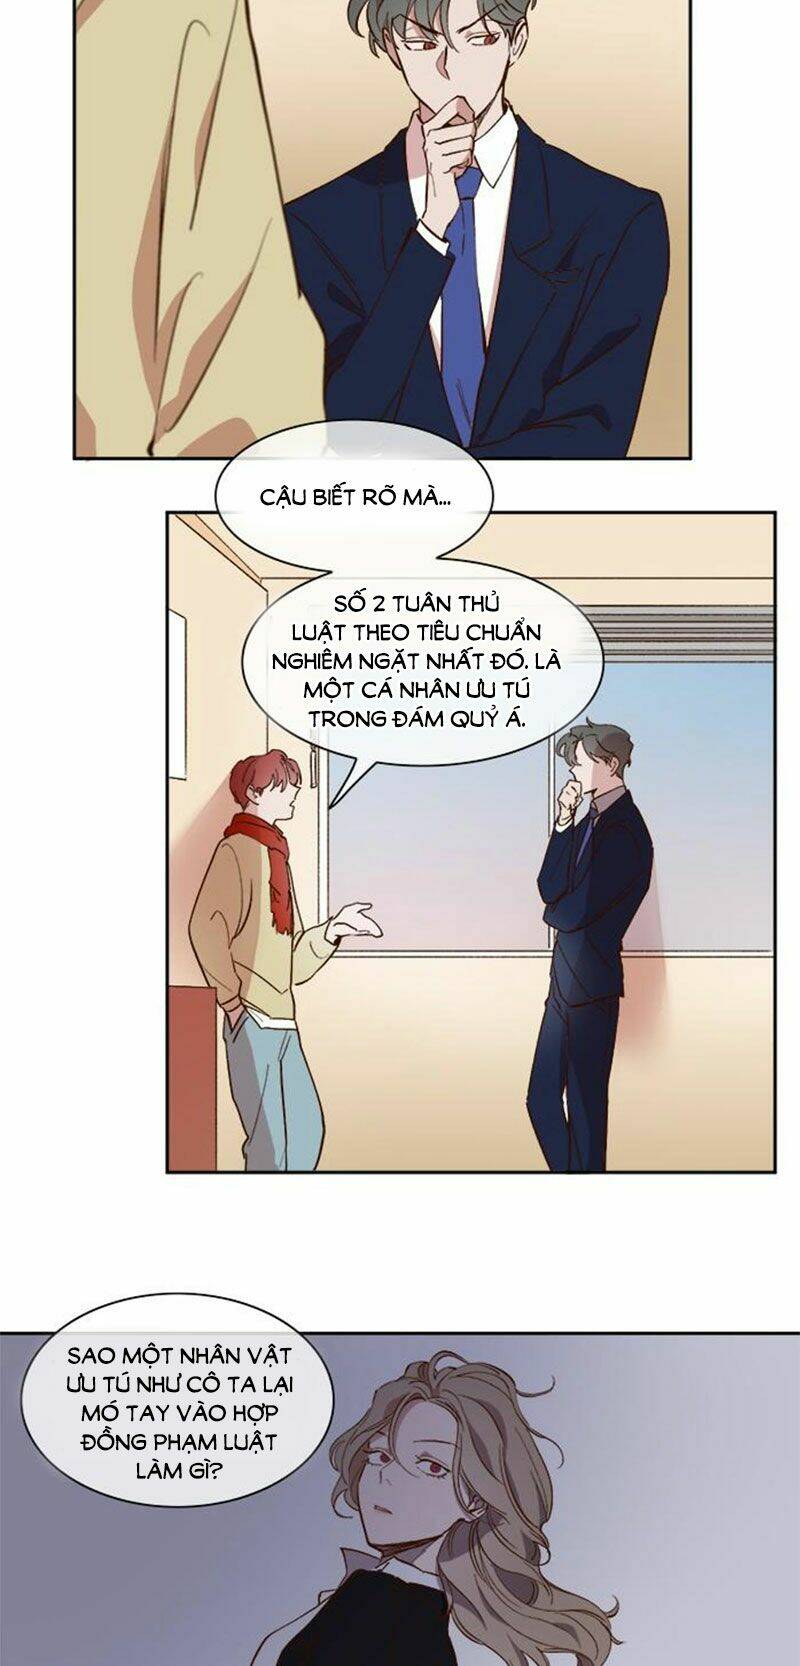 CẬU BIẾT RÕ MÀ...
SỐ 2 TUÂN THỦ
LUẬT THEO TIÊU CHUẨN
NGHIÊM NGẶT NHẤT ĐÓ. LÀ
MỘT CÁ NHÂN ƯU TÚ
TRONG ĐÁM QUỶ Á.
SAO MỘT NHÂN VẬT
ƯU TÚ NHƯ CÔ TA LẠI
MÓ TAY VÀO HỢP
ĐỒNG PHẠM LUẬT
LÀM GÌ?